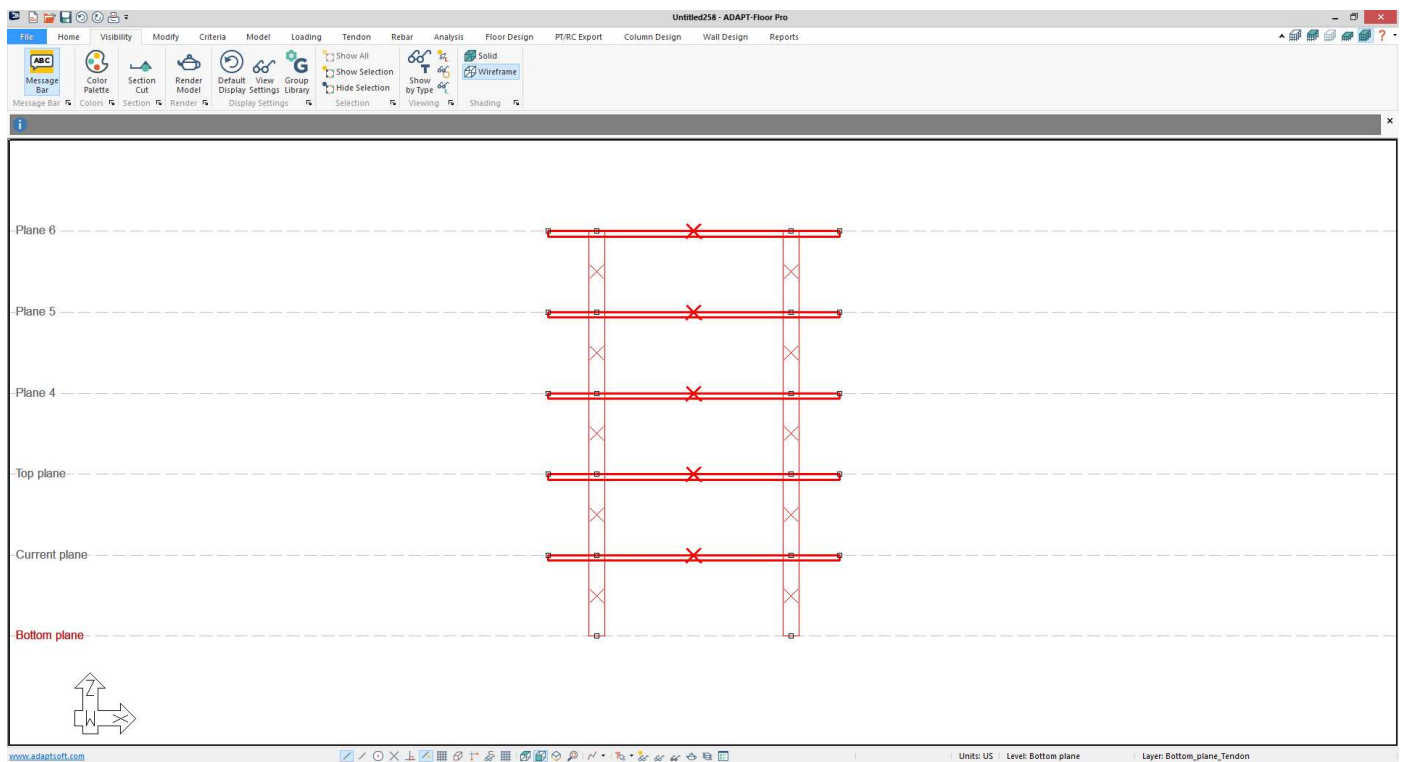 Untitled258 - ADAPT-Floor Pro
File Home Visibility Modify Criteria Model Loading Tendon Rebar Analysis Floor Design PT/RC Export Column Design Wall Design Reports
ABC
Message Bar
Color Palette
Section Cut
Render Model
Default Display
View Settings
G
Group Library
Show All
Show Selection
Hide Selection
T
Show by Type
Solid
Wireframe
Message Bar Colors Section Render Display Settings Selection Viewing Shading
Plane 6
Plane 5
Plane 4
Top plane
Current plane
Bottom plane
Z
W X
www.adaptsoft.com Units: US Level: Bottom plane Layer: Bottom_plane_Tendon